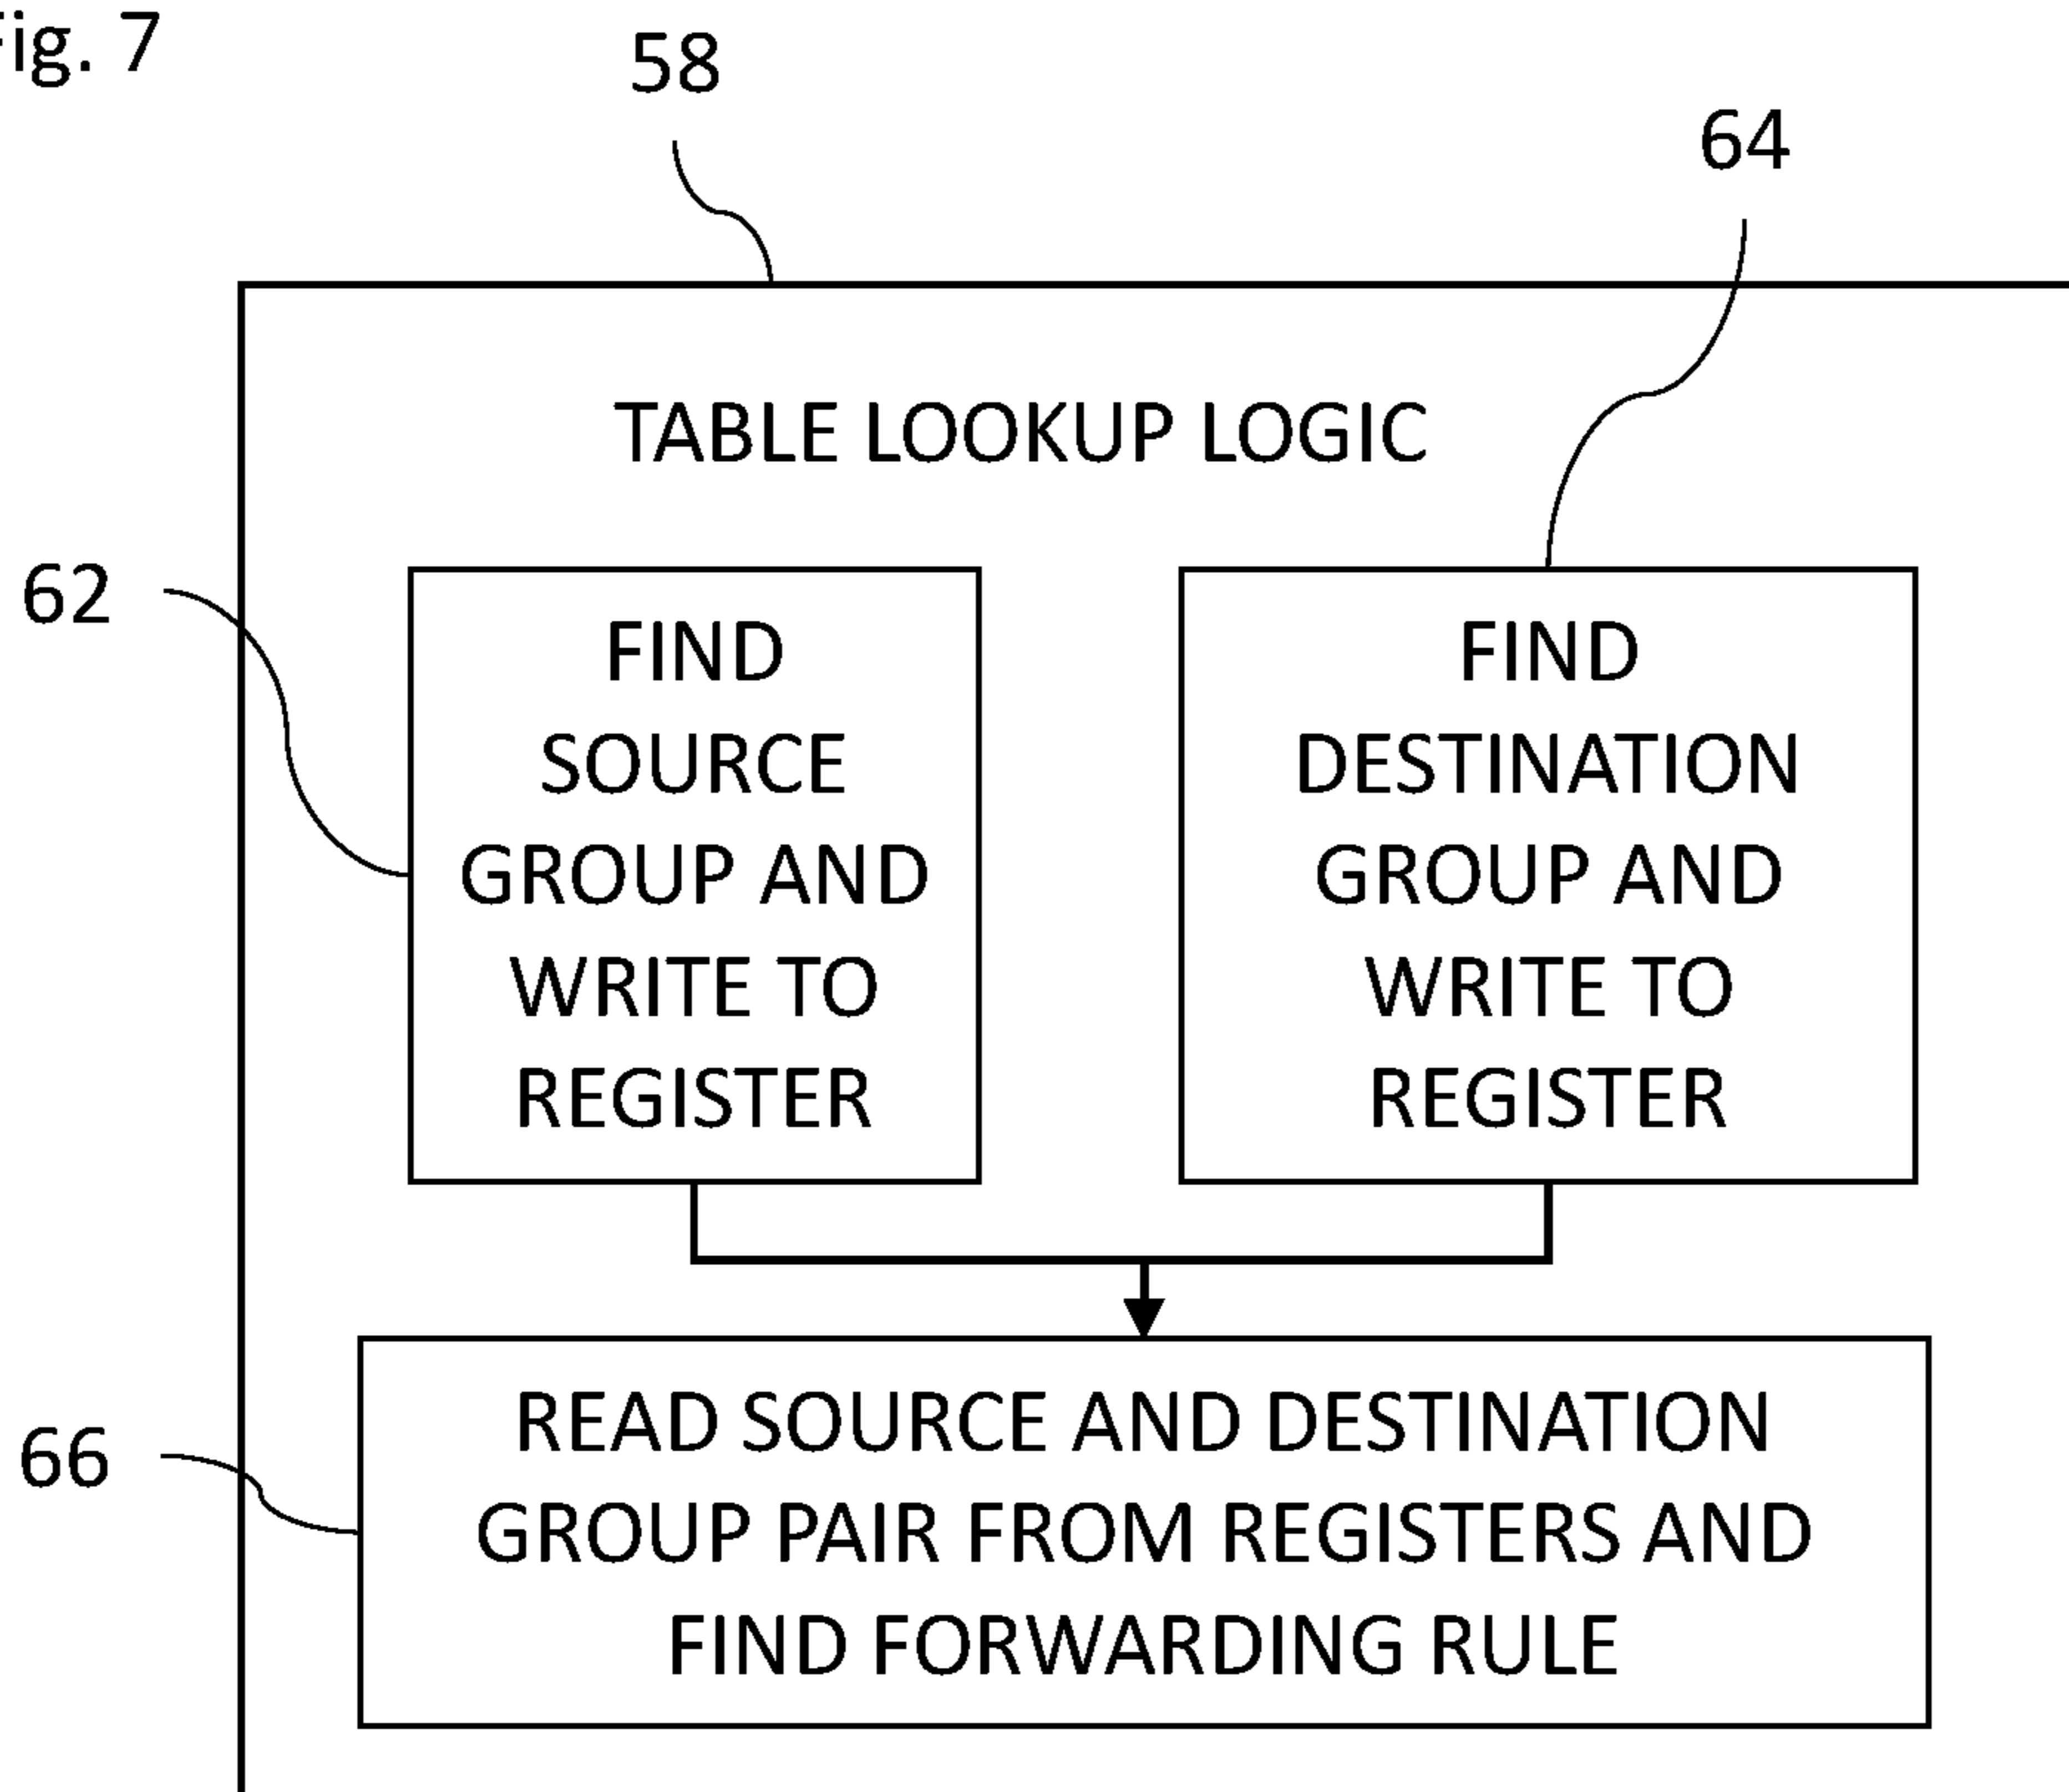 Fig. 7
58
64
TABLE LOOKUP LOGIC
62
FIND
SOURCE
GROUP AND
WRITE TO
REGISTER
FIND
DESTINATION
GROUP AND
WRITE TO
REGISTER
66
READ SOURCE AND DESTINATION
GROUP PAIR FROM REGISTERS AND
FIND FORWARDING RULE